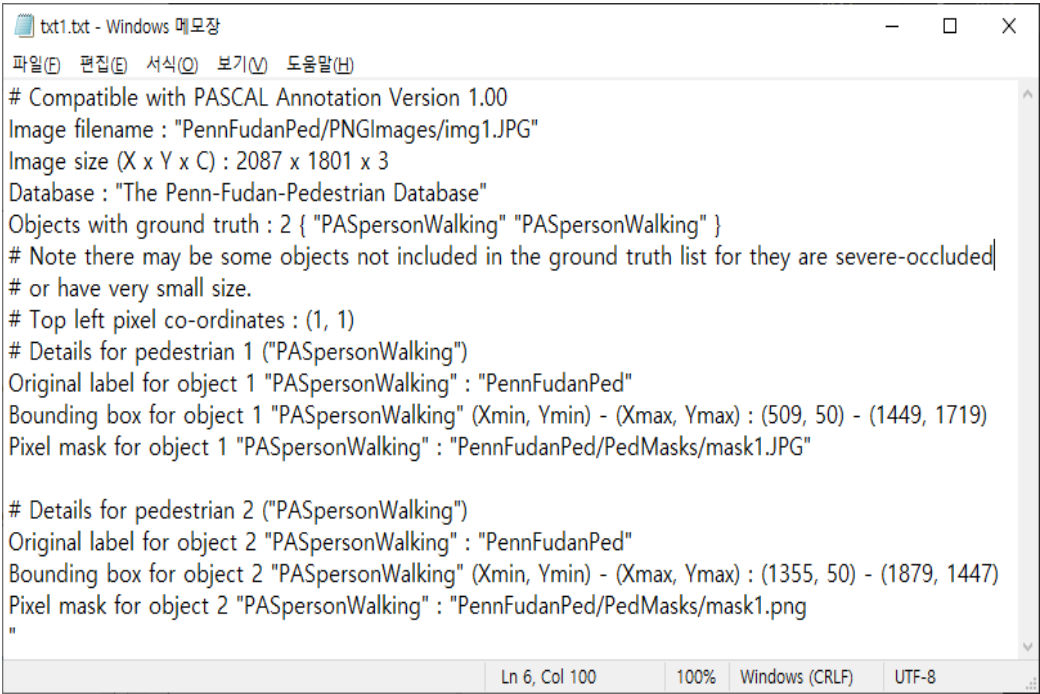 txt1.txt - Windows 메모장
파일(F) 편집(E) 서식(O) 보기(V) 도움말(H)
# Compatible with PASCAL Annotation Version 1.00
Image filename : "PennFudanPed/PNGImages/img1.JPG"
Image size (X x Y x C) : 2087 x 1801 x 3
Database : "The Penn-Fudan-Pedestrian Database"
Objects with ground truth : 2 { "PASpersonWalking" "PASpersonWalking" }
# Note there may be some objects not included in the ground truth list for they are severe-occluded
# or have very small size.
# Top left pixel co-ordinates : (1, 1)
# Details for pedestrian 1 ("PASpersonWalking")
Original label for object 1 "PASpersonWalking" : "PennFudanPed"
Bounding box for object 1 "PASpersonWalking" (Xmin, Ymin) - (Xmax, Ymax) : (509, 50) - (1449, 1719)
Pixel mask for object 1 "PASpersonWalking" : "PennFudanPed/PedMasks/mask1.JPG"

# Details for pedestrian 2 ("PASpersonWalking")
Original label for object 2 "PASpersonWalking" : "PennFudanPed"
Bounding box for object 2 "PASpersonWalking" (Xmin, Ymin) - (Xmax, Ymax) : (1355, 50) - (1879, 1447)
Pixel mask for object 2 "PASpersonWalking" : "PennFudanPed/PedMasks/mask1.png
"
Ln 6, Col 100 100% Windows (CRLF) UTF-8